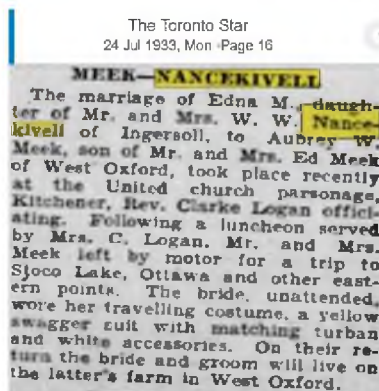 The Toronto Star
24 Jul 1933, Mon · Page 16
MEEK—NANCEKIVELL
The marriage of Edna M., daugh-
ter of Mr. and Mrs. W. W. Nance-
kivell of Ingersoll, to Aubrey W.
Meek, son of Mr. and Mrs. Ed Meek
of West Oxford, took place recently
at the United church parsonage,
Kitchener, Rev. Clarke Logan offici-
ating. Following a luncheon served
by Mrs. C. Logan, Mr. and Mrs.
Meek left by motor for a trip to
Stoco Lake, Ottawa and other east-
ern points. The bride, unattended,
wore her travelling costume, a yellow
swagger suit with matching turban
and white accessories. On their re-
turn the bride and groom will live on
the latter's farm in West Oxford.